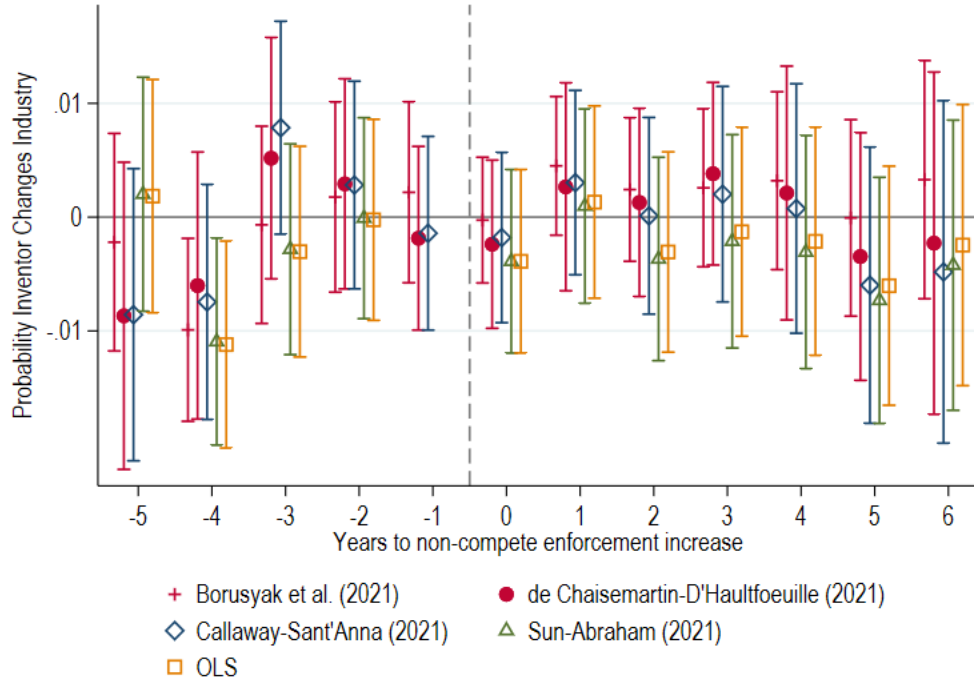 Probability Inventor Changes Industry
.01
0
-.01
-5 -4 -3 -2 -1 0 1 2 3 4 5 6
Years to non-compete enforcement increase
Borusyak et al. (2021) de Chaisemartin-D'Haultfoeuille (2021)
Callaway-Sant'Anna (2021) Sun-Abraham (2021)
OLS